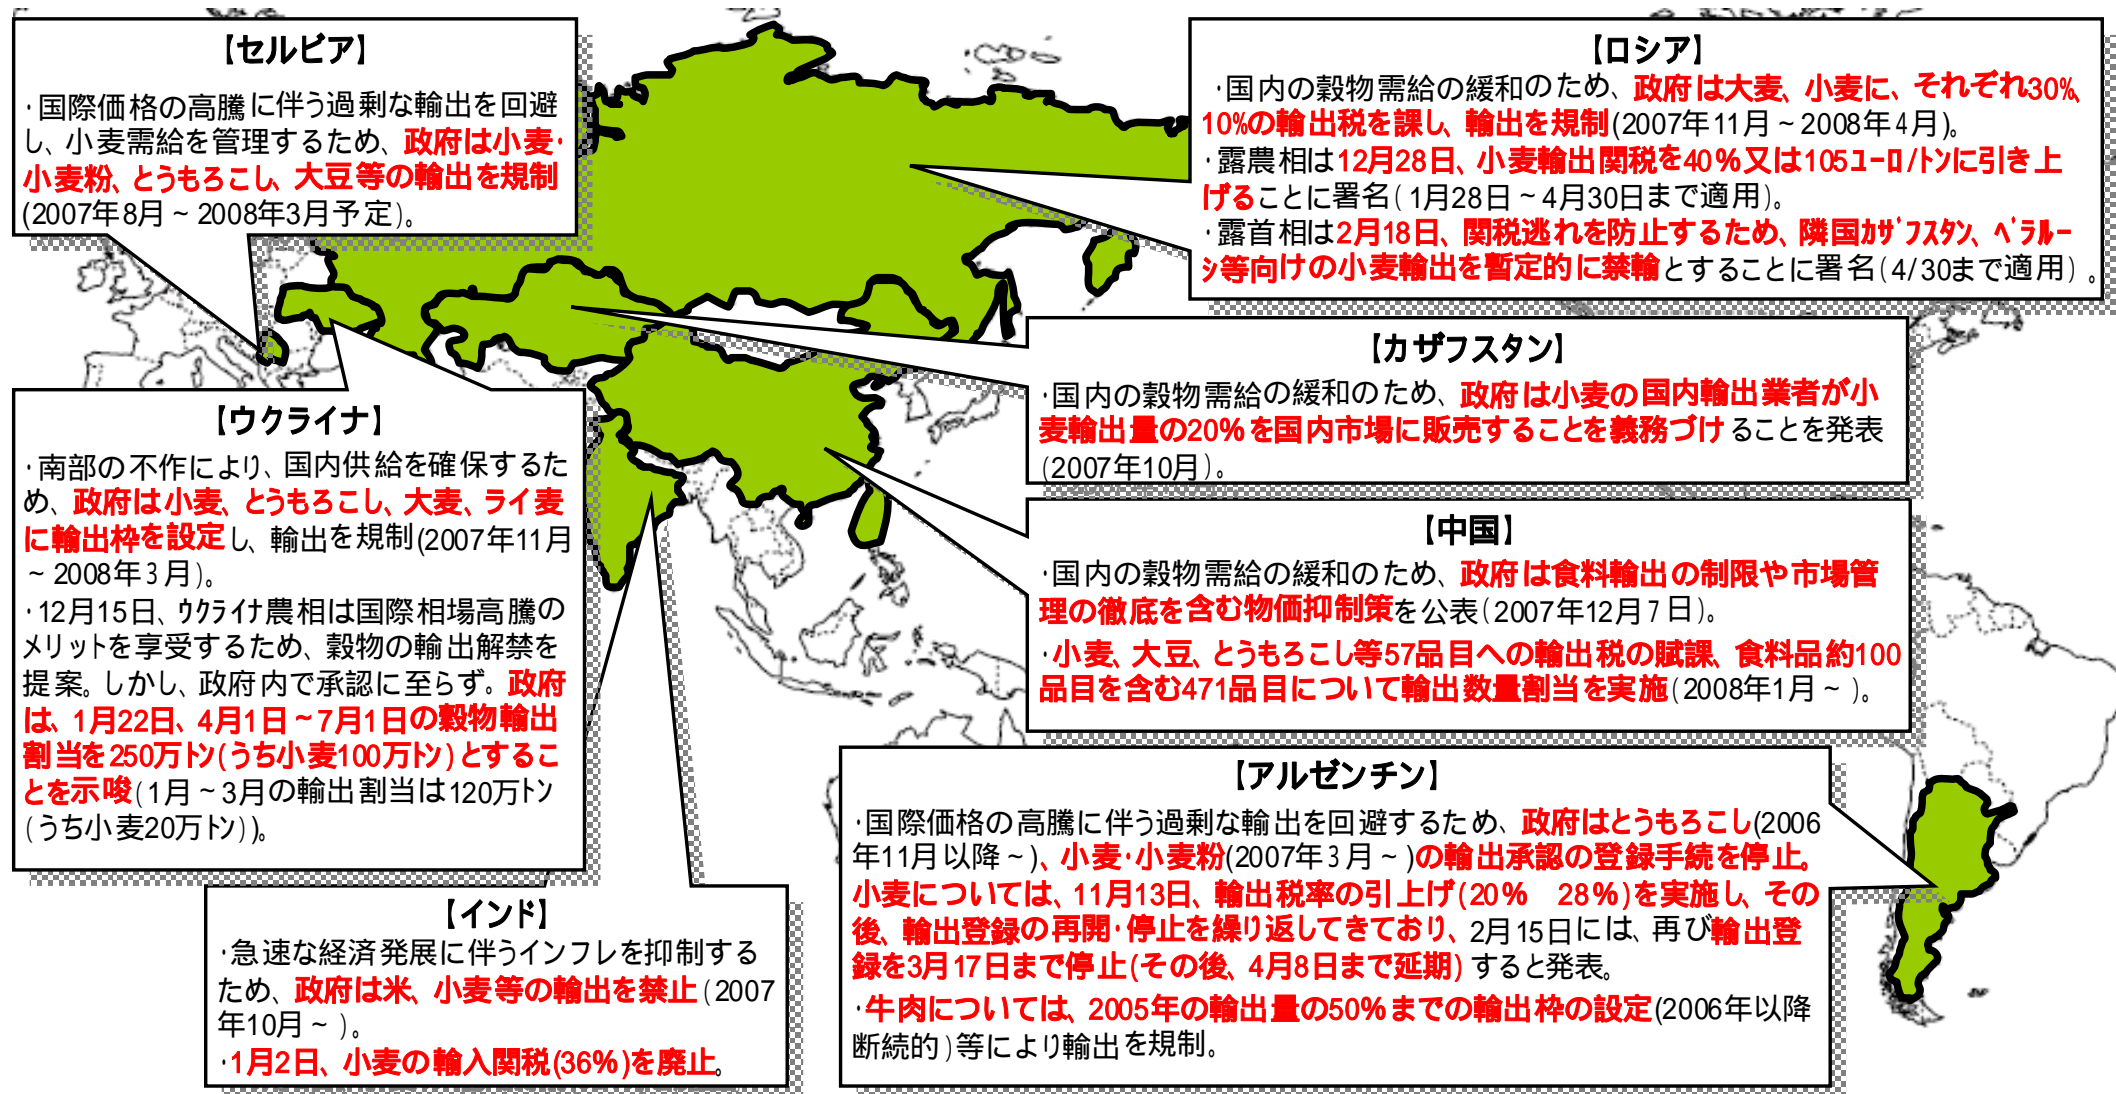 【セルビア】
・国際価格の高騰に伴う過剰な輸出を回避
し、小麦需給を管理するため、政府は小麦・
小麦粉、とうもろこし、大豆等の輸出を規制
(2007年8月～2008年3月予定)。
【ロシア】
・国内の穀物需給の緩和のため、政府は大麦、小麦に、それぞれ30%、
10%の輸出税を課し、輸出を規制(2007年11月～2008年4月)。
・露農相は12月28日、小麦輸出関税を40%又は105ﾕｰﾛ/ﾄﾝに引き上
げることに署名(1月28日～4月30日まで適用)。
・露首相は2月18日、関税逃れを防止するため、隣国ｶｻﾞﾌｽﾀﾝ、ﾍﾞﾗﾙｰ
ｼ等向けの小麦輸出を暫定的に禁輸とすることに署名(4/30まで適用)。
【カザフスタン】
・国内の穀物需給の緩和のため、政府は小麦の国内輸出業者が小
麦輸出量の20%を国内市場に販売することを義務づけることを発表
(2007年10月)。
【ウクライナ】
・南部の不作により、国内供給を確保するた
め、政府は小麦、とうもろこし、大麦、ライ麦
に輸出枠を設定し、輸出を規制(2007年11月
～2008年3月)。
・12月15日、ｳｸﾗｲﾅ農相は国際相場高騰の
メリットを享受するため、穀物の輸出解禁を
提案。しかし、政府内で承認に至らず。政府
は、1月22日、4月1日～7月1日の穀物輸出
割当を250万ﾄﾝ(うち小麦100万ﾄﾝ)とするこ
とを示唆(1月～3月の輸出割当は120万ﾄﾝ
(うち小麦20万ﾄﾝ))。
【中国】
・国内の穀物需給の緩和のため、政府は食料輸出の制限や市場管
理の徹底を含む物価抑制策を公表(2007年12月7日)。
・小麦、大豆、とうもろこし等57品目への輸出税の賦課、食料品約100
品目を含む471品目について輸出数量割当を実施(2008年1月～)。
【アルゼンチン】
・国際価格の高騰に伴う過剰な輸出を回避するため、政府はとうもろこし(2006
年11月以降～)、小麦・小麦粉(2007年3月～)の輸出承認の登録手続を停止。
小麦については、11月13日、輸出税率の引上げ(20%　28%)を実施し、その
後、輸出登録の再開・停止を繰り返してきており、2月15日には、再び輸出登
録を3月17日まで停止(その後、4月8日まで延期)すると発表。
・牛肉については、2005年の輸出量の50%までの輸出枠の設定(2006年以降
断続的)等により輸出を規制。
【インド】
・急速な経済発展に伴うインフレを抑制する
ため、政府は米、小麦等の輸出を禁止(2007
年10月～)。
・1月2日、小麦の輸入関税(36%)を廃止。